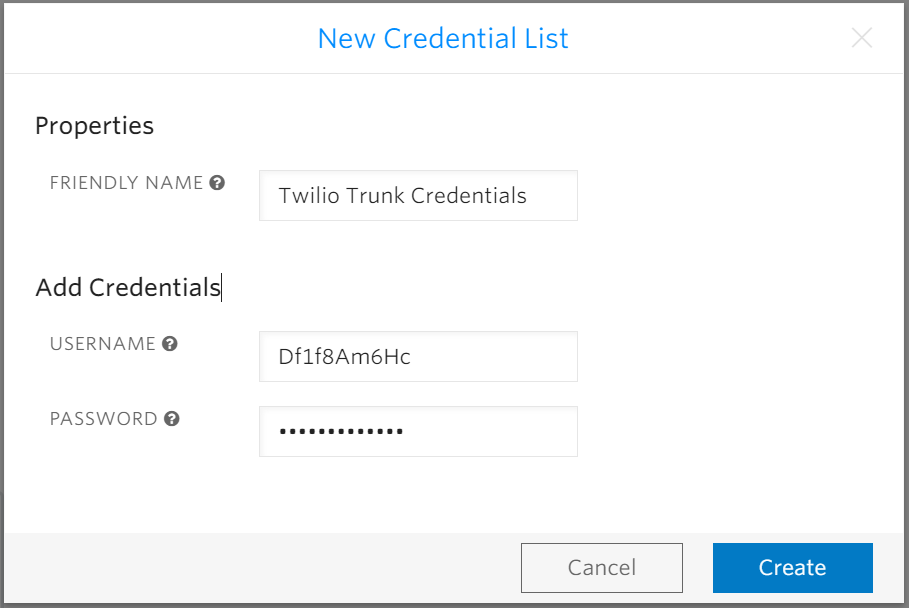 New Credential List
Properties
FRIENDLY NAME
Twilio Trunk Credentials
Add Credentials
USERNAME
Df1f8Am6Hc
PASSWORD
•••••••••••••
Cancel
Create